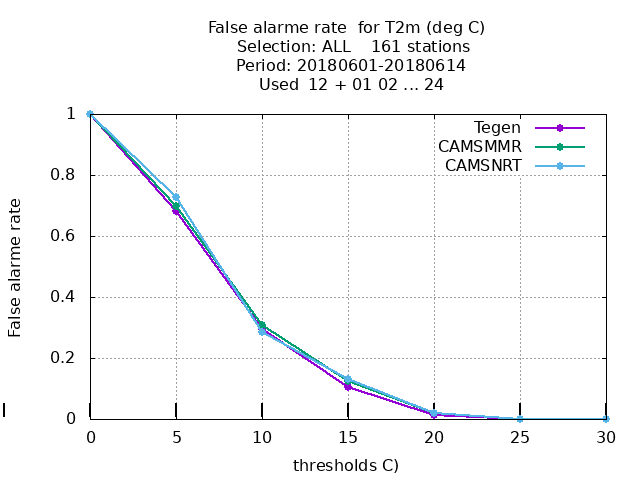 False alarme rate  for T2m (deg C)
Selection: ALL    161 stations
Period: 20180601-20180614
Used  12 + 01 02 ... 24
Tegen
CAMSMMR
CAMSNRT
False alarme rate
1
0.8
0.6
0.4
0.2
0
0 5 10 15 20 25 30
thresholds C)